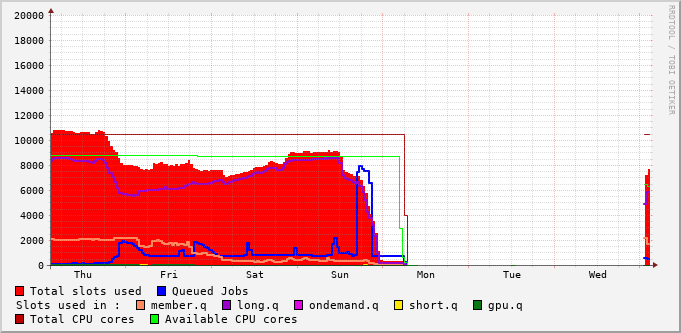 RRDTOOL / TOBI OETIKER
20000
18000
16000
14000
12000
10000
8000
6000
4000
2000
0
Thu Fri Sat Sun Mon Tue Wed
Total slots used Queued Jobs
Slots used in : member.q long.q ondemand.q short.q gpu.q
Total CPU cores Available CPU cores